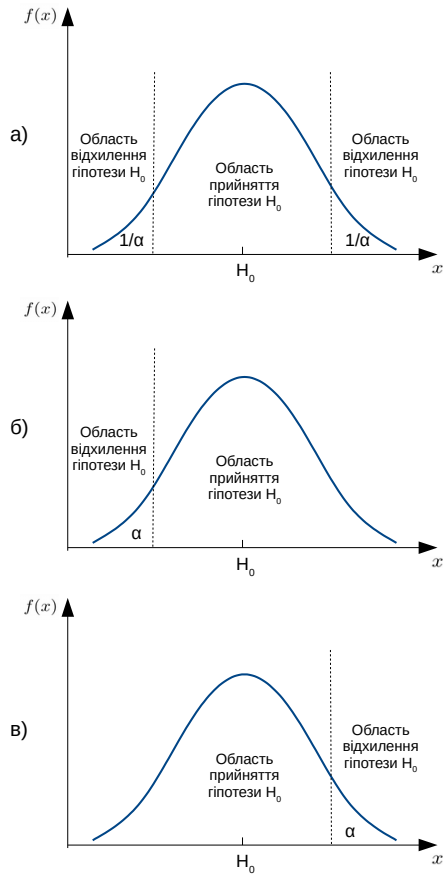 f(x)
а)
Область
відхилення
гіпотези H₀
Область
прийняття
гіпотези H₀
Область
відхилення
гіпотези H₀
1/α
1/α
H₀
x
f(x)
б)
Область
відхилення
гіпотези H₀
Область
прийняття
гіпотези H₀
α
H₀
x
f(x)
в)
Область
прийняття
гіпотези H₀
Область
відхилення
гіпотези H₀
α
H₀
x